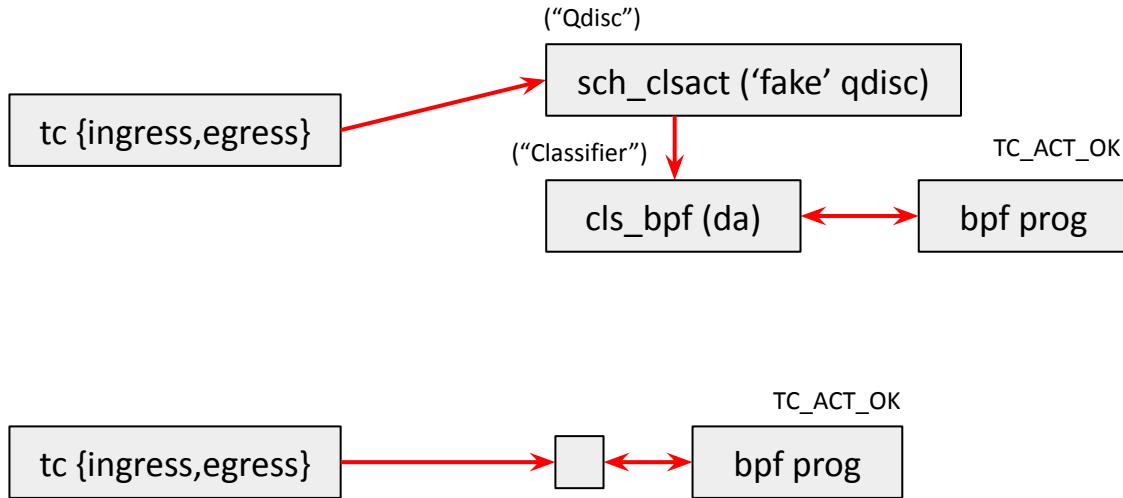 (“Qdisc”)
sch_clsact (‘fake’ qdisc)
tc {ingress,egress}
(“Classifier”)
TC_ACT_OK
cls_bpf (da)
bpf prog
TC_ACT_OK
tc {ingress,egress}
bpf prog